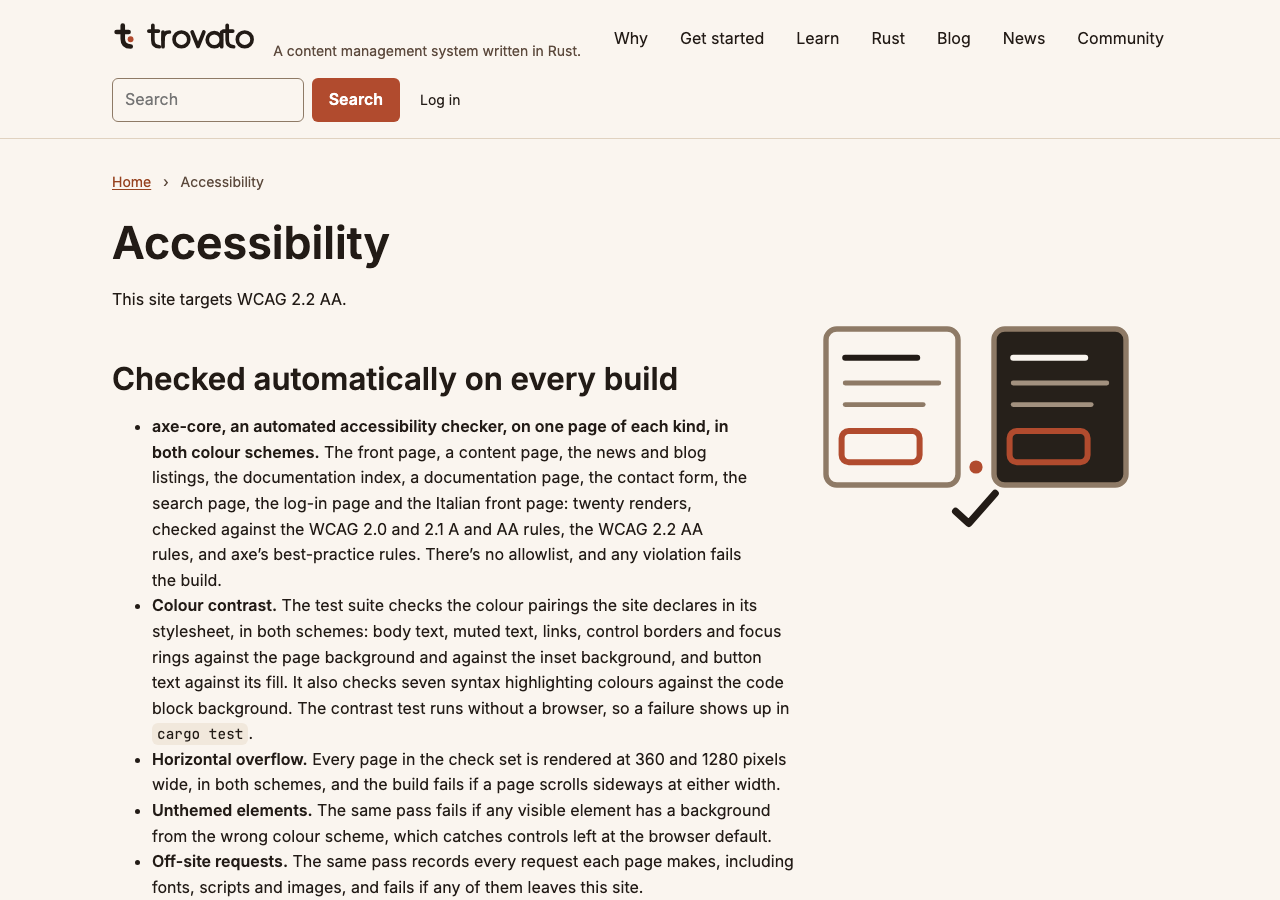 trovato
A content management system written in Rust.
Why
Get started
Learn
Rust
Blog
News
Community
Search
Search
Log in
Home › Accessibility
Accessibility
This site targets WCAG 2.2 AA.
Checked automatically on every build
• axe-core, an automated accessibility checker, on one page of each kind, in
both colour schemes. The front page, a content page, the news and blog
listings, the documentation index, a documentation page, the contact form, the
search page, the log-in page and the Italian front page: twenty renders,
checked against the WCAG 2.0 and 2.1 A and AA rules, the WCAG 2.2 AA
rules, and axe’s best-practice rules. There’s no allowlist, and any violation fails
the build.
• Colour contrast. The test suite checks the colour pairings the site declares in its
stylesheet, in both schemes: body text, muted text, links, control borders and focus
rings against the page background and against the inset background, and button
text against its fill. It also checks seven syntax highlighting colours against the code
block background. The contrast test runs without a browser, so a failure shows up in
cargo test.
• Horizontal overflow. Every page in the check set is rendered at 360 and 1280 pixels
wide, in both schemes, and the build fails if a page scrolls sideways at either width.
• Unthemed elements. The same pass fails if any visible element has a background
from the wrong colour scheme, which catches controls left at the browser default.
• Off-site requests. The same pass records every request each page makes, including
fonts, scripts and images, and fails if any of them leaves this site.